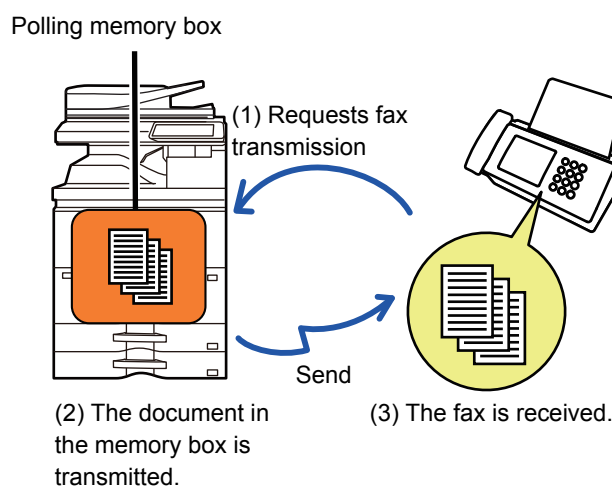 Polling memory box
(1) Requests fax
transmission
Send
(2) The document in
the memory box is
transmitted.
(3) The fax is received.